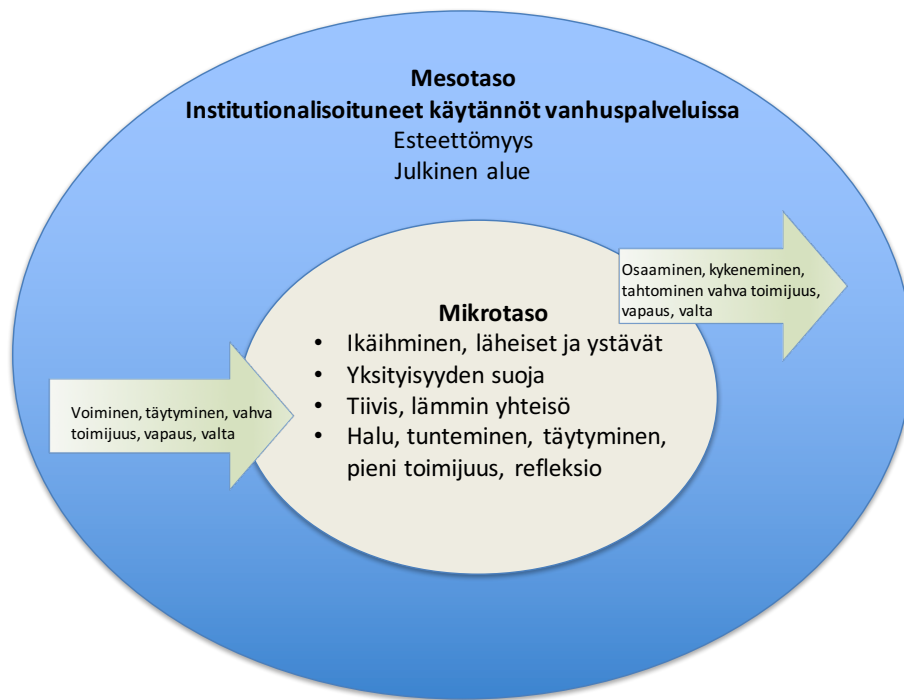 Mesotaso
Institutionalisoituneet käytännöt vanhuspalveluissa
Esteettömyys
Julkinen alue
Osaaminen, kykeneminen,
tahtominen vahva toimijuus,
vapaus, valta
Mikrotaso
• Ikäihminen, läheiset ja ystävät
• Yksityisyyden suoja
• Tiivis, lämmin yhteisö
• Halu, tunteminen, täytyminen,
pieni toimijuus, refleksio
Voiminen, täytyminen, vahva
toimijuus, vapaus, valta